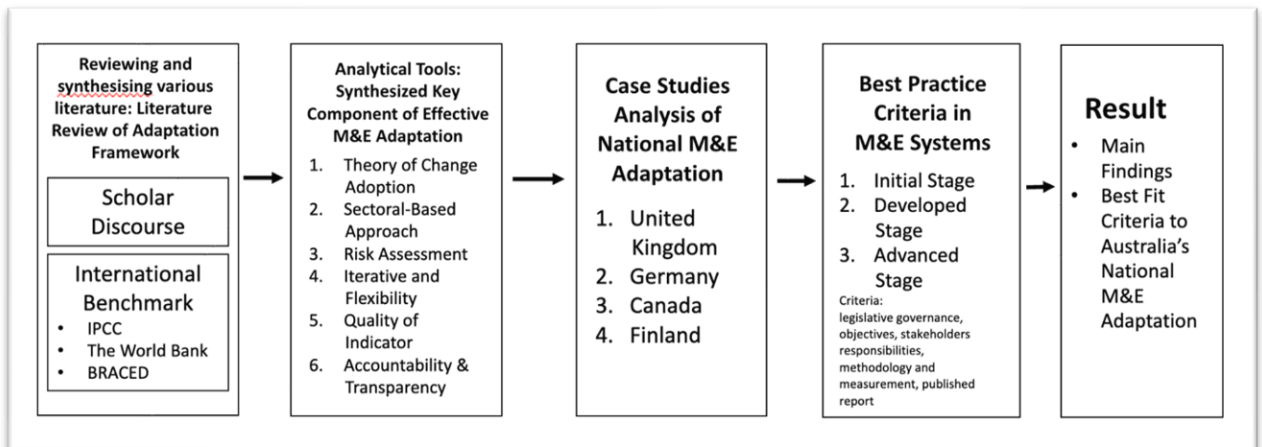 Reviewing and
synthesising various
literature: Literature
Review of Adaptation
Framework
Scholar
Discourse
International
Benchmark
• IPCC
• The World Bank
• BRACED
Analytical Tools:
Synthesized Key
Component of Effective
M&E Adaptation
1. Theory of Change
Adoption
2. Sectoral-Based
Approach
3. Risk Assessment
4. Iterative and
Flexibility
5. Quality of
Indicator
6. Accountability &
Transparency
Case Studies
Analysis of
National M&E
Adaptation
1. United
Kingdom
2. Germany
3. Canada
4. Finland
Best Practice
Criteria in
M&E Systems
1. Initial Stage
2. Developed
Stage
3. Advanced
Stage
Criteria:
legislative governance,
objectives, stakeholders
responsibilities,
methodology and
measurement, published
report
Result
• Main
Findings
• Best Fit
Criteria to
Australia's
National
M&E
Adaptation